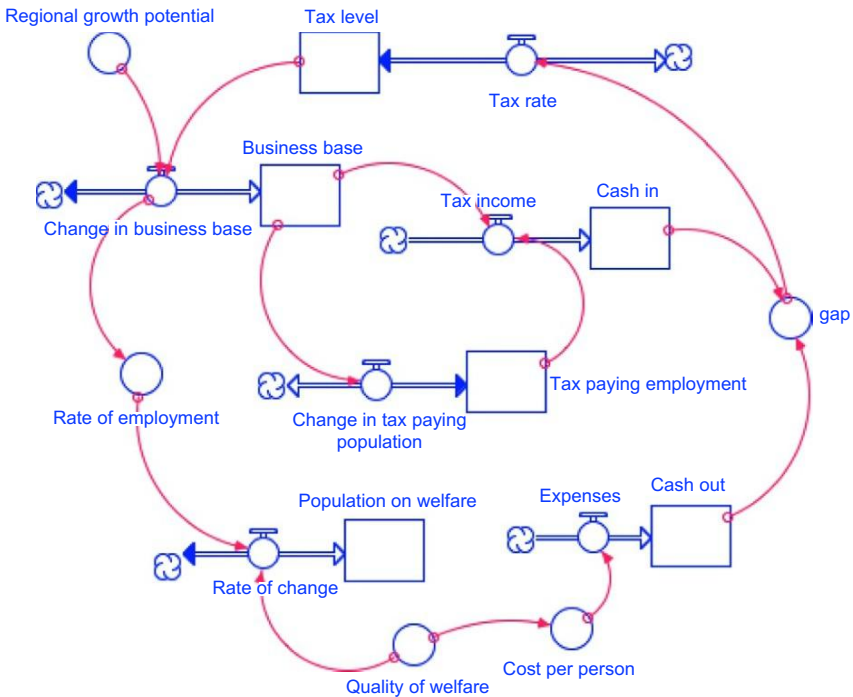 Regional growth potential
Tax level
Tax rate
Business base
Tax income
Cash in
Change in business base
gap
Rate of employment
Tax paying employment
Change in tax paying
population
Population on welfare
Expenses
Cash out
Rate of change
Quality of welfare
Cost per person